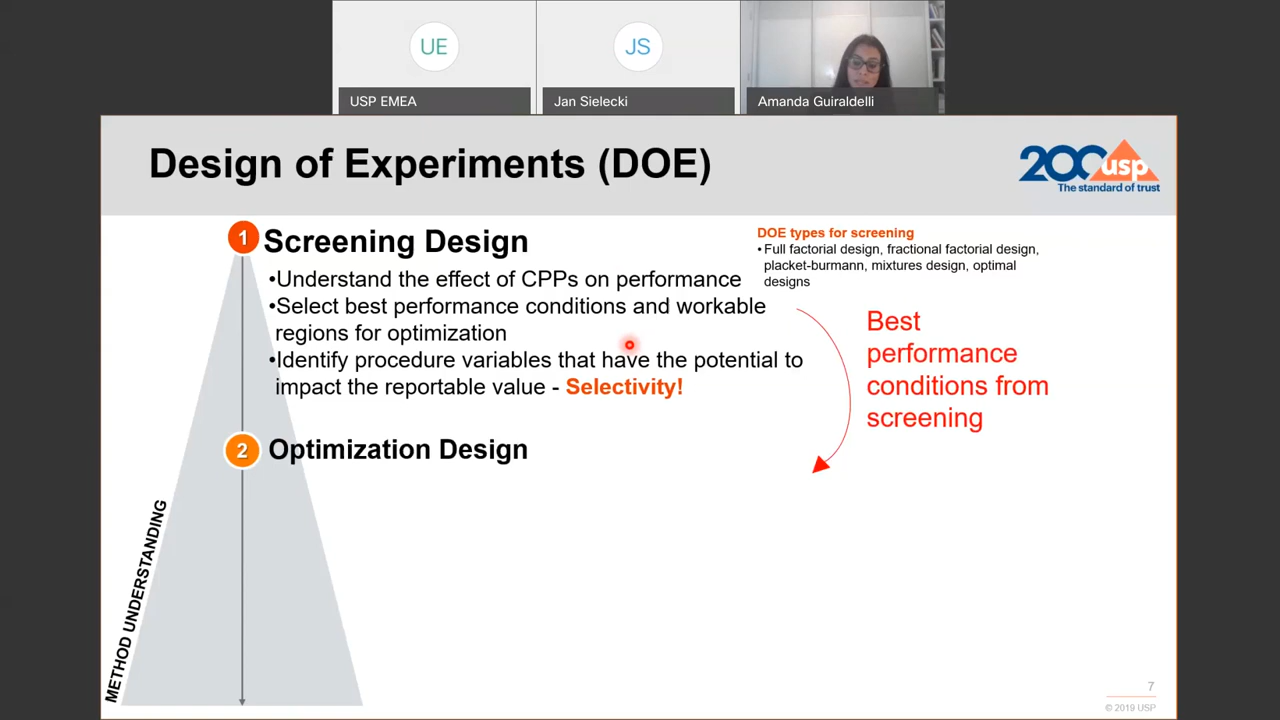 UE
JS
USP EMEA
Jan Sielecki
Amanda Guiraldelli
Design of Experiments (DOE)
200 usp
The standard of trust
1
Screening Design
•Understand the effect of CPPs on performance
•Select best performance conditions and workable
regions for optimization
•Identify procedure variables that have the potential to
impact the reportable value - Selectivity!
DOE types for screening
•Full factorial design, fractional factorial design,
placket-burmann, mixtures design, optimal
designs
Best
performance
conditions from
screening
2
Optimization Design
METHOD UNDERSTANDING
7
© 2019 USP